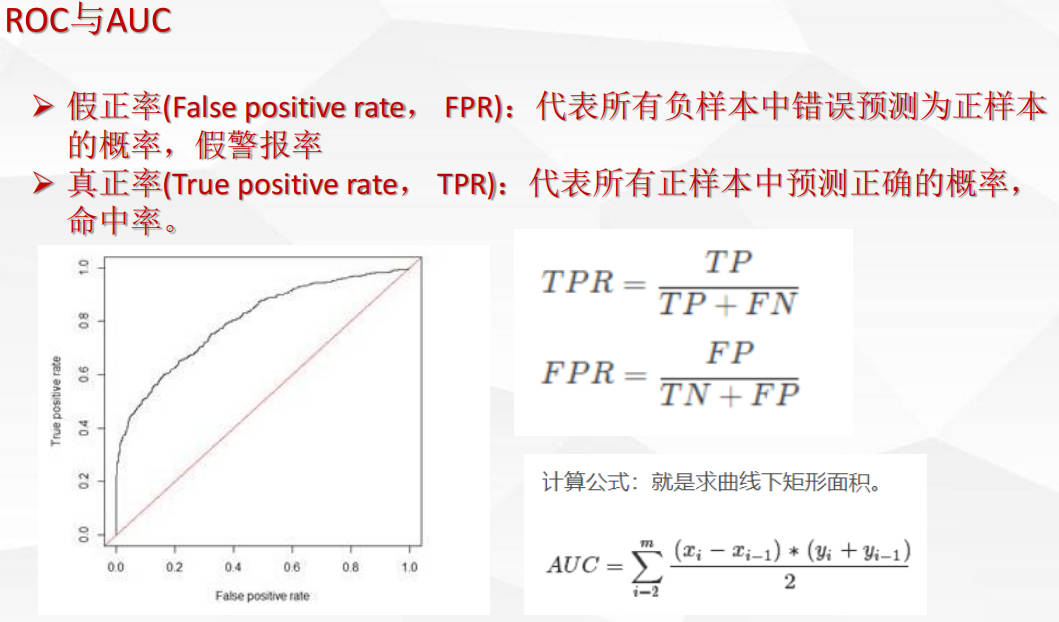 ROC与AUC
➢ 假正率(False positive rate， FPR)：代表所有负样本中错误预测为正样本
的概率，假警报率
➢ 真正率(True positive rate， TPR)：代表所有正样本中预测正确的概率，
命中率。
1.0
0.8
0.6
0.4
0.2
0.0
True positive rate
0.0 0.2 0.4 0.6 0.8 1.0
False positive rate
TPR = TP / (TP + FN)
FPR = FP / (TN + FP)
计算公式：就是求曲线下矩形面积。
AUC = ∑_{i=2}^{m} (x_i − x_{i−1}) * (y_i + y_{i−1}) / 2